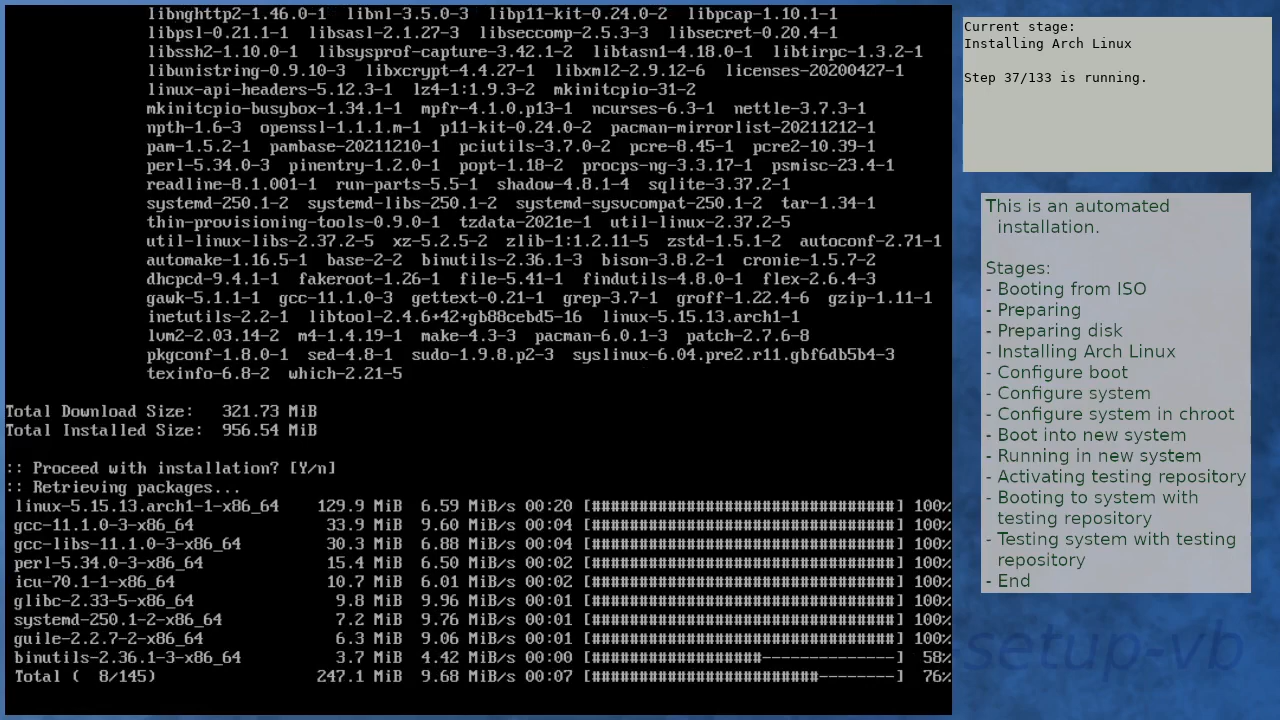 libnghttp2-1.46.0-1  libnl-3.5.0-3  libp11-kit-0.24.0-2  libpcap-1.10.1-1
libpsl-0.21.1-1  libsasl-2.1.27-3  libseccomp-2.5.3-3  libsecret-0.20.4-1
libssh2-1.10.0-1  libsysprof-capture-3.42.1-2  libtasn1-4.18.0-1  libtirpc-1.3.2-1
libunistring-0.9.10-3  libxcrypt-4.4.27-1  libxml2-2.9.12-6  licenses-20200427-1
linux-api-headers-5.12.3-1  lz4-1:1.9.3-2  mkinitcpio-31-2
mkinitcpio-busybox-1.34.1-1  mpfr-4.1.0.p13-1  ncurses-6.3-1  nettle-3.7.3-1
npth-1.6-3  openssl-1.1.1.m-1  p11-kit-0.24.0-2  pacman-mirrorlist-20211212-1
pam-1.5.2-1  pambase-20211210-1  pciutils-3.7.0-2  pcre-8.45-1  pcre2-10.39-1
perl-5.34.0-3  pinentry-1.2.0-1  popt-1.18-2  procps-ng-3.3.17-1  psmisc-23.4-1
readline-8.1.001-1  run-parts-5.5-1  shadow-4.8.1-4  sqlite-3.37.2-1
systemd-250.1-2  systemd-libs-250.1-2  systemd-sysvcompat-250.1-2  tar-1.34-1
thin-provisioning-tools-0.9.0-1  tzdata-2021e-1  util-linux-2.37.2-5
util-linux-libs-2.37.2-5  xz-5.2.5-2  zlib-1:1.2.11-5  zstd-1.5.1-2  autoconf-2.71-1
automake-1.16.5-1  base-2-2  binutils-2.36.1-3  bison-3.8.2-1  cronie-1.5.7-2
dhcpcd-9.4.1-1  fakeroot-1.26-1  file-5.41-1  findutils-4.8.0-1  flex-2.6.4-3
gawk-5.1.1-1  gcc-11.1.0-3  gettext-0.21-1  grep-3.7-1  groff-1.22.4-6  gzip-1.11-1
inetutils-2.2-1  libtool-2.4.6+42+gb88cebd5-16  linux-5.15.13.arch1-1
lvm2-2.03.14-2  m4-1.4.19-1  make-4.3-3  pacman-6.0.1-3  patch-2.7.6-8
pkgconf-1.8.0-1  sed-4.8-1  sudo-1.9.8.p2-3  syslinux-6.04.pre2.r11.gbf6db5b4-3
texinfo-6.8-2  which-2.21-5
Total Download Size:   321.73 MiB
Total Installed Size:  956.54 MiB
:: Proceed with installation? [Y/n]
:: Retrieving packages...
linux-5.15.13.arch1-1-x86_64    129.9 MiB  6.59 MiB/s 00:20 [#################################] 100%
gcc-11.1.0-3-x86_64    33.9 MiB  9.60 MiB/s 00:04 [#################################] 100%
gcc-libs-11.1.0-3-x86_64    30.3 MiB  6.88 MiB/s 00:04 [#################################] 100%
perl-5.34.0-3-x86_64    15.4 MiB  6.50 MiB/s 00:02 [#################################] 100%
icu-70.1-1-x86_64    10.7 MiB  6.01 MiB/s 00:02 [#################################] 100%
glibc-2.33-5-x86_64    9.8 MiB  9.96 MiB/s 00:01 [#################################] 100%
systemd-250.1-2-x86_64    7.2 MiB  9.76 MiB/s 00:01 [#################################] 100%
guile-2.2.7-2-x86_64    6.3 MiB  9.06 MiB/s 00:01 [#################################] 100%
binutils-2.36.1-3-x86_64    3.7 MiB  4.42 MiB/s 00:00 [###################--------------] 58%
Total (  8/145)    247.1 MiB  9.68 MiB/s 00:07 [#########################--------] 76%
Current stage:
Installing Arch Linux
Step 37/133 is running.
This is an automated
installation.
Stages:
- Booting from ISO
- Preparing
- Preparing disk
- Installing Arch Linux
- Configure boot
- Configure system
- Configure system in chroot
- Boot into new system
- Running in new system
- Activating testing repository
- Booting to system with
testing repository
- Testing system with testing
repository
- End
setup-vb